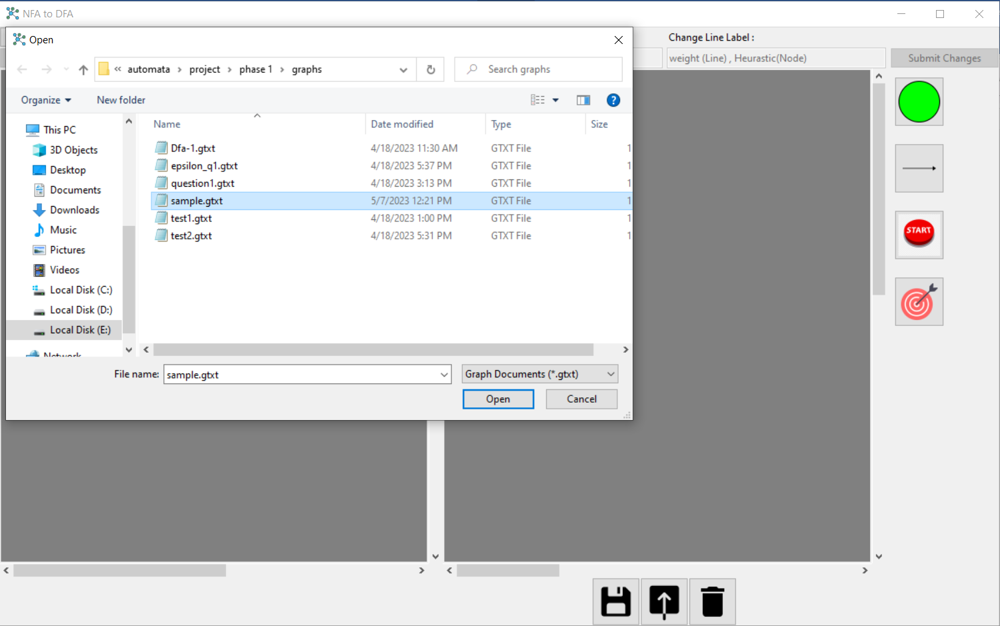 NFA to DFA
Open
Change Line Label :
« automata > project > phase 1 > graphs
Search graphs
weight (Line) , Heurastic(Node)
Submit Changes
Organize
New folder
?
Name Date modified Type Size
This PC
3D Objects
Desktop
Documents
Downloads
Music
Pictures
Videos
Local Disk (C:)
Local Disk (D:)
Local Disk (E:)
Network
Dfa-1.gtxt 4/18/2023 11:30 AM GTXT File 1
epsilon_q1.gtxt 4/18/2023 5:37 PM GTXT File 1
question1.gtxt 4/18/2023 3:13 PM GTXT File 1
sample.gtxt 5/7/2023 12:21 PM GTXT File 1
test1.gtxt 4/18/2023 1:00 PM GTXT File 1
test2.gtxt 4/18/2023 5:31 PM GTXT File 1
START
File name: sample.gtxt
Graph Documents (*.gtxt)
Open
Cancel